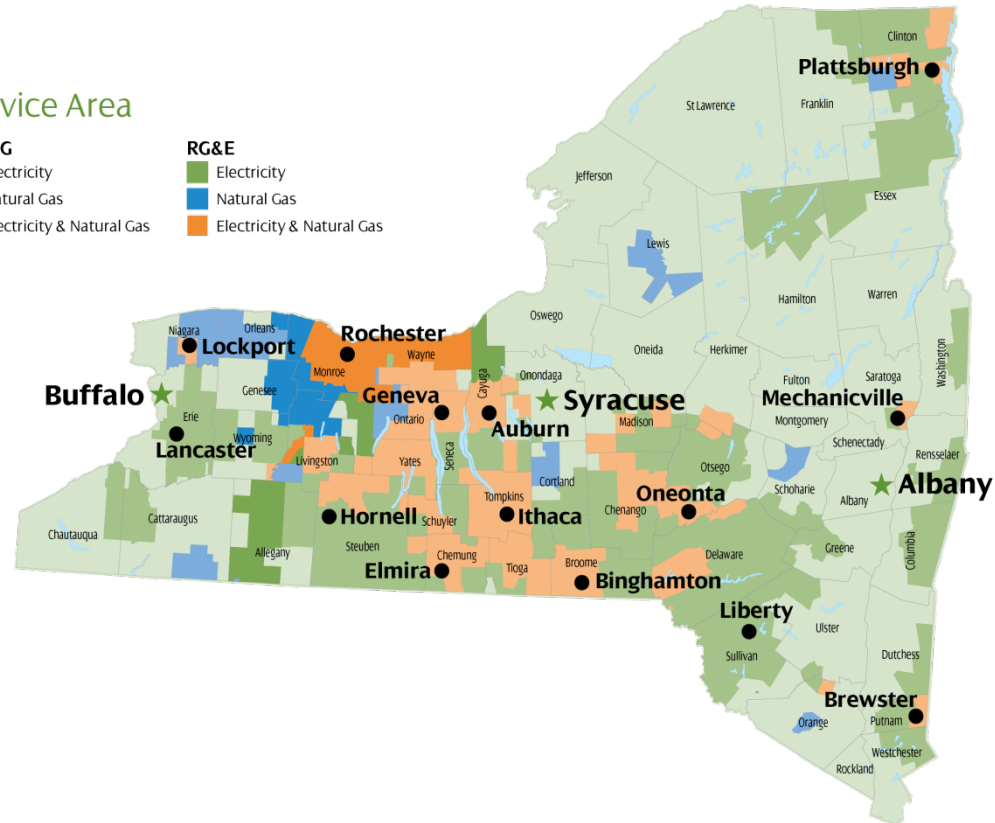 vice Area
G
ectricity
atural Gas
ectricity & Natural Gas
RG&E
Electricity
Natural Gas
Electricity & Natural Gas
Clinton
Plattsburgh
St Lawrence
Franklin
Jefferson
Essex
Lewis
Hamilton
Warren
Oswego
Niagara
Orleans
Rochester
Lockport
Wayne
Oneida
Herkimer
Washington
Monroe
Onondaga
Fulton
Saratoga
Cayuga
Genesee
Geneva
Buffalo
Syracuse
Mechanicville
Erie
Ontario
Auburn
Madison
Montgomery
Lancaster
Wyoming
Schenectady
Livingston
Yates
Seneca
Otsego
Rensselaer
Cortland
Schoharie
Albany
Albany
Tompkins
Oneonta
Chenango
Cattaraugus
Hornell
Schuyler
Ithaca
Chautauqua
Steuben
Allegany
Chemung
Delaware
Greene
Columbia
Elmira
Tioga
Broome
Binghamton
Liberty
Ulster
Sullivan
Dutchess
Brewster
Orange
Putnam
Westchester
Rockland